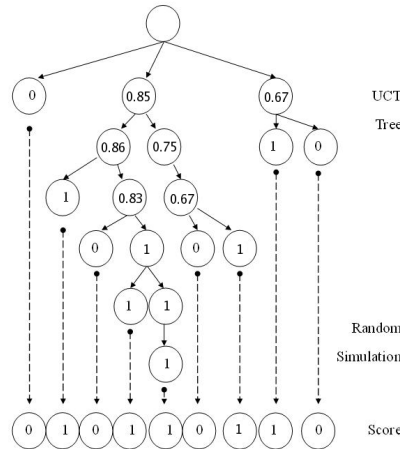 0 0.85 0.67 UCT
Tree
0.86 0.75 1 0
1 0.83 0.67
0 1 0 1
1 1
Random
1 Simulation
0 1 0 1 1 0 1 1 0 Score